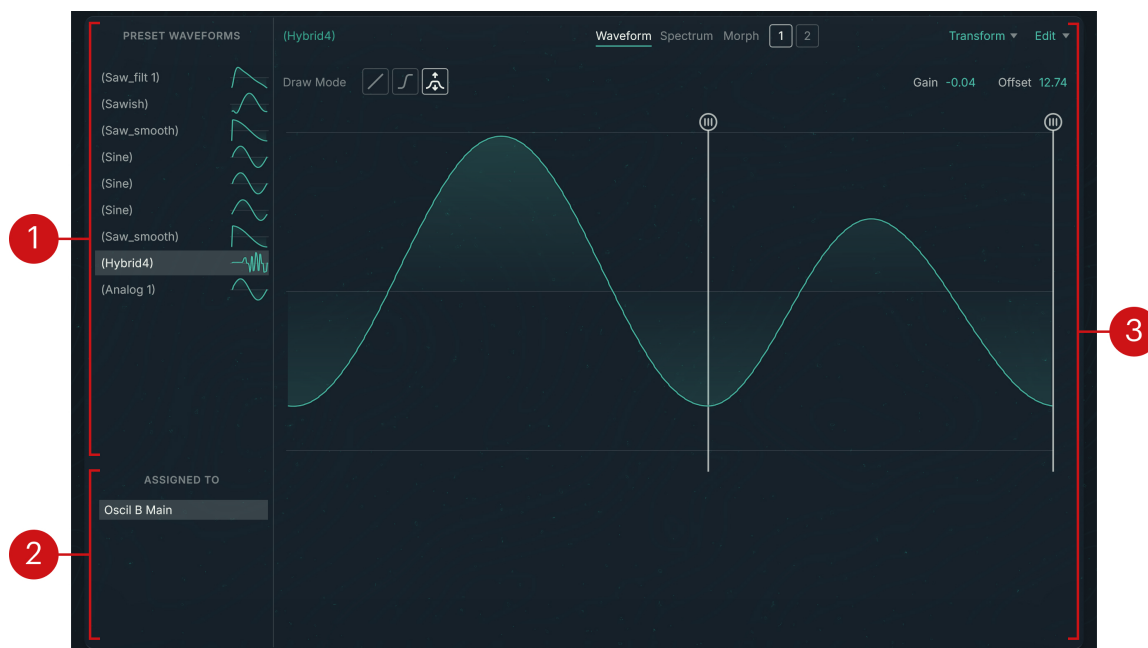 PRESET WAVEFORMS
(Hybrid4)
Waveform Spectrum Morph 1 2
Transform Edit
(Saw_filt 1)
(Sawish)
(Saw_smooth)
(Sine)
(Sine)
(Sine)
(Saw_smooth)
(Hybrid4)
(Analog 1)
Draw Mode
Gain -0.04 Offset 12.74
ASSIGNED TO
Oscil B Main
1
2
3